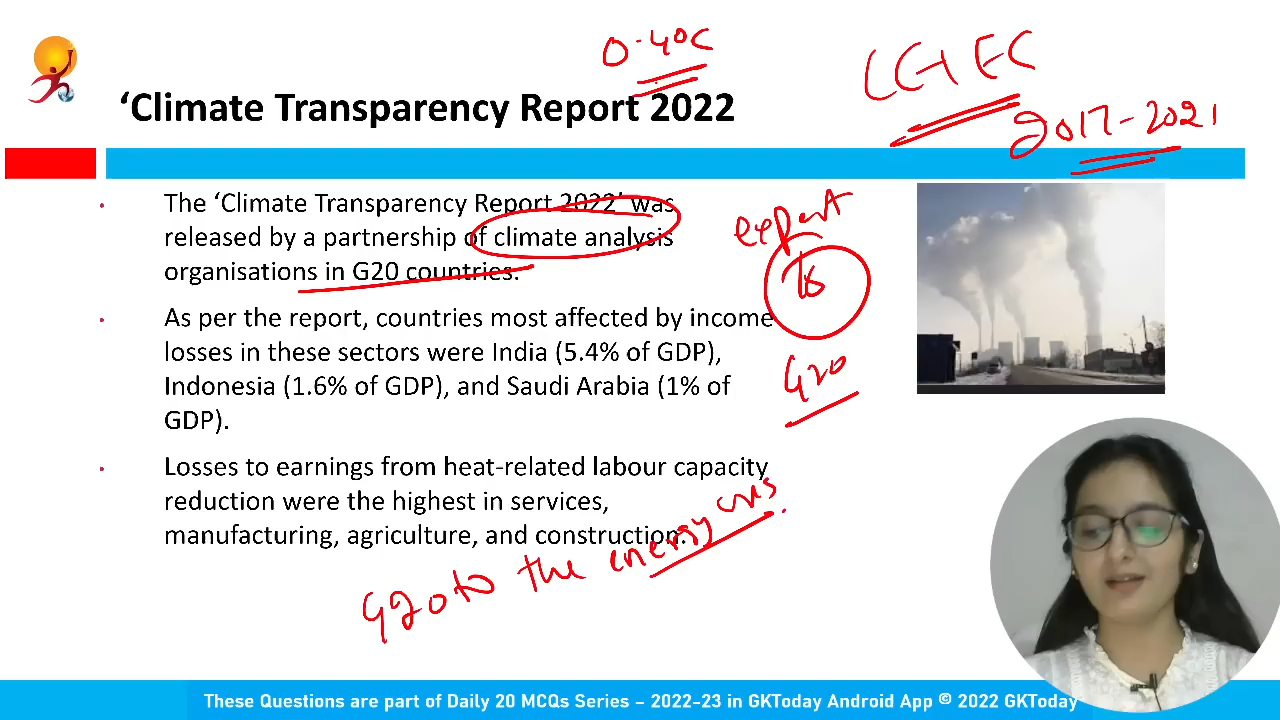 0.40C
‘Climate Transparency Report 2022
2017-2021
• The ‘Climate Transparency Report 2022’ was
released by a partnership of climate analysis
organisations in G20 countries.
• As per the report, countries most affected by income
losses in these sectors were India (5.4% of GDP),
Indonesia (1.6% of GDP), and Saudi Arabia (1% of
GDP).
• Losses to earnings from heat-related labour capacity
reduction were the highest in services,
manufacturing, agriculture, and construction.
expert
16
G20
G20 to the energy
These Questions are part of Daily 20 MCQs Series – 2022-23 in GKToday Android App © 2022 GKToday